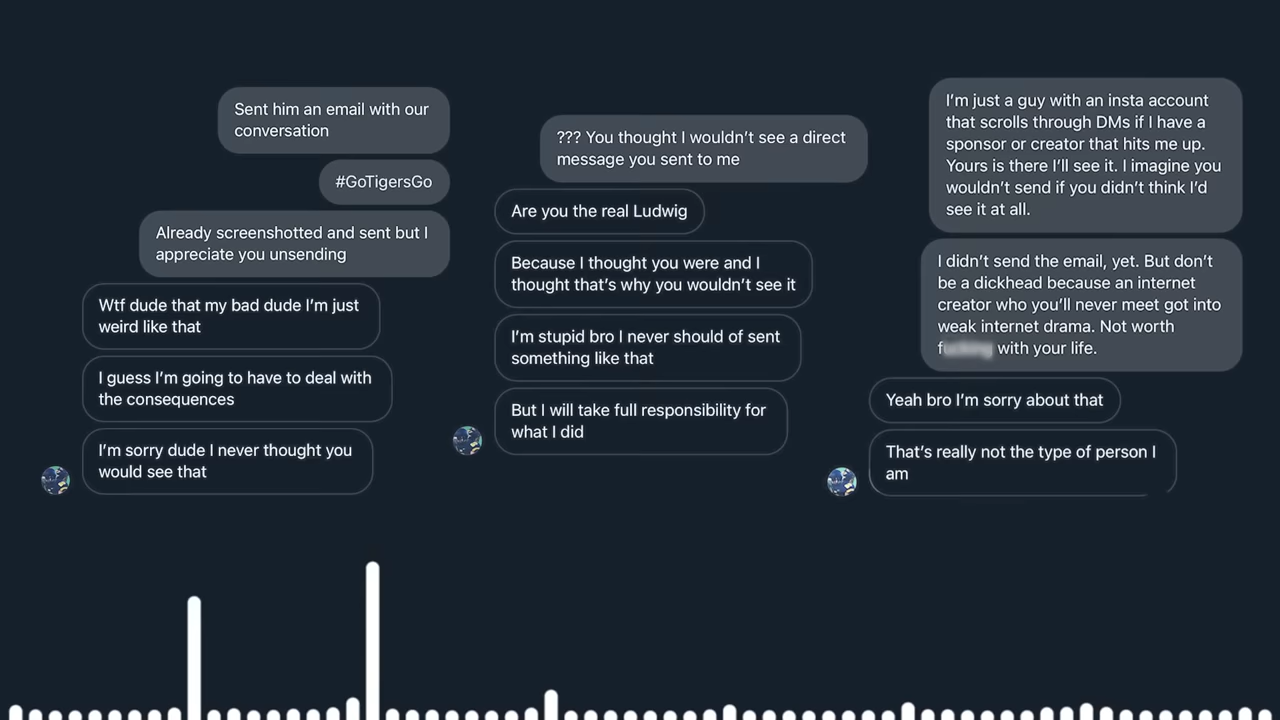 Sent him an email with our
conversation
#GoTigersGo
Already screenshotted and sent but I
appreciate you unsending
Wtf dude that my bad dude I'm just
weird like that
I guess I'm going to have to deal with
the consequences
I'm sorry dude I never thought you
would see that
??? You thought I wouldn't see a direct
message you sent to me
Are you the real Ludwig
Because I thought you were and I
thought that's why you wouldn't see it
I'm stupid bro I never should of sent
something like that
But I will take full responsibility for
what I did
I'm just a guy with an insta account
that scrolls through DMs if I have a
sponsor or creator that hits me up.
Yours is there I'll see it. I imagine you
wouldn't send if you didn't think I'd
see it at all.
I didn't send the email, yet. But don't
be a dickhead because an internet
creator who you'll never meet got into
weak internet drama. Not worth
with your life.
Yeah bro I'm sorry about that
That's really not the type of person I
am